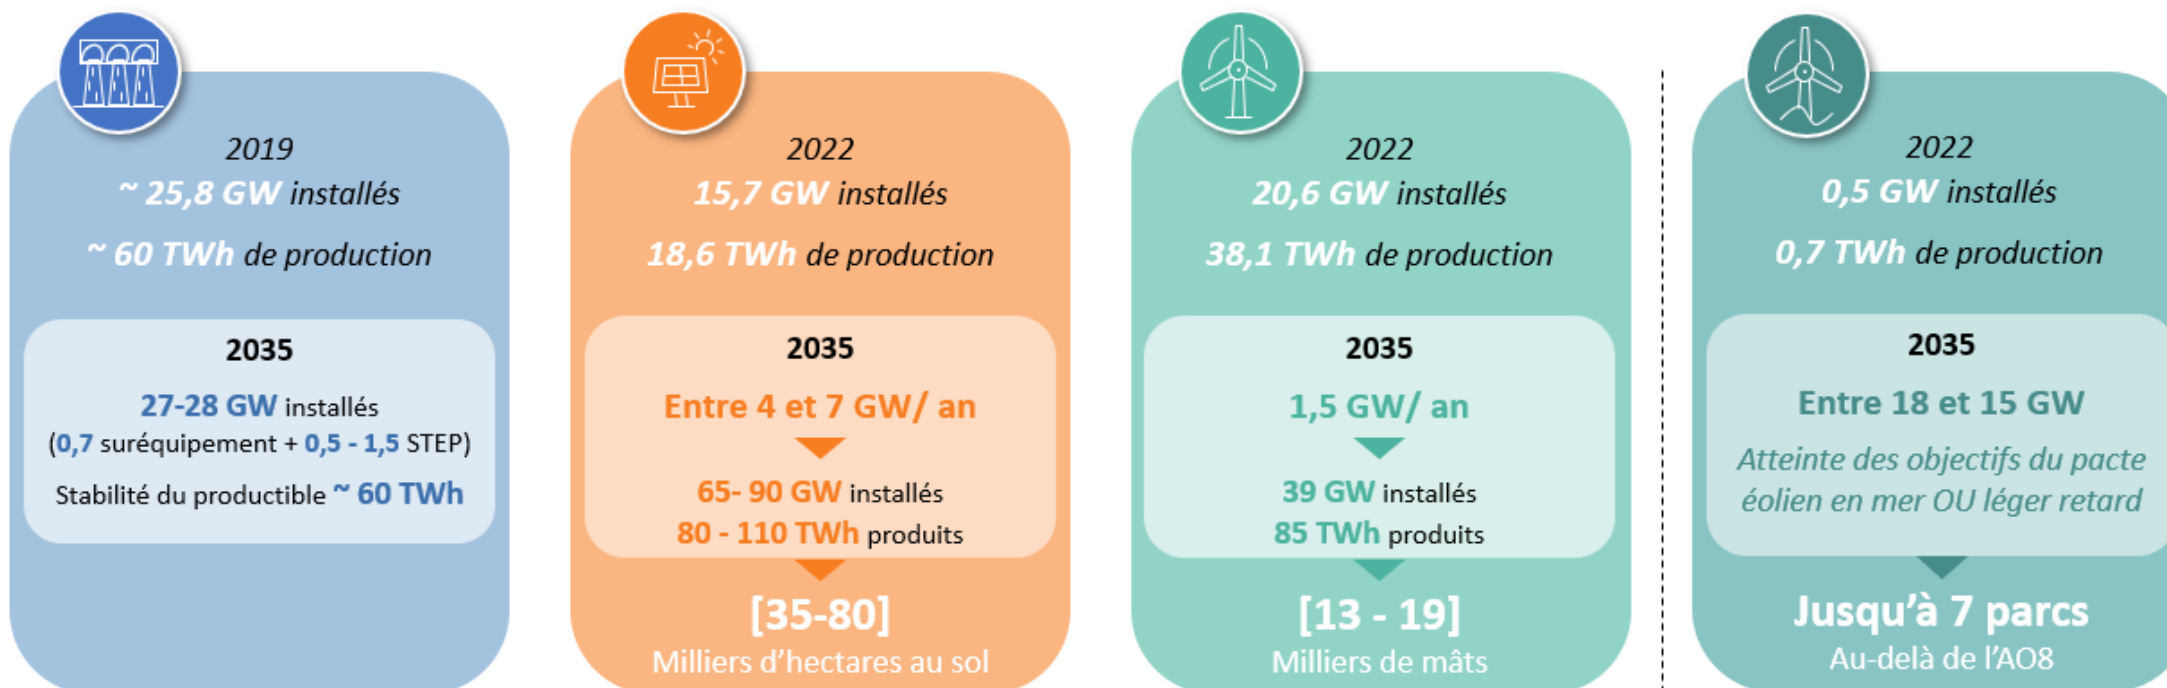 2019
~ 25,8 GW installés
~ 60 TWh de production
2035
27-28 GW installés
(0,7 suréquipement + 0,5 - 1,5 STEP)
Stabilité du productible ~ 60 TWh
2022
15,7 GW installés
18,6 TWh de production
2035
Entre 4 et 7 GW/ an
65- 90 GW installés
80 - 110 TWh produits
[35-80]
Milliers d'hectares au sol
2022
20,6 GW installés
38,1 TWh de production
2035
1,5 GW/ an
39 GW installés
85 TWh produits
[13 - 19]
Milliers de mâts
2022
0,5 GW installés
0,7 TWh de production
2035
Entre 18 et 15 GW
Atteinte des objectifs du pacte
éolien en mer OU léger retard
Jusqu'à 7 parcs
Au-delà de l'AO8